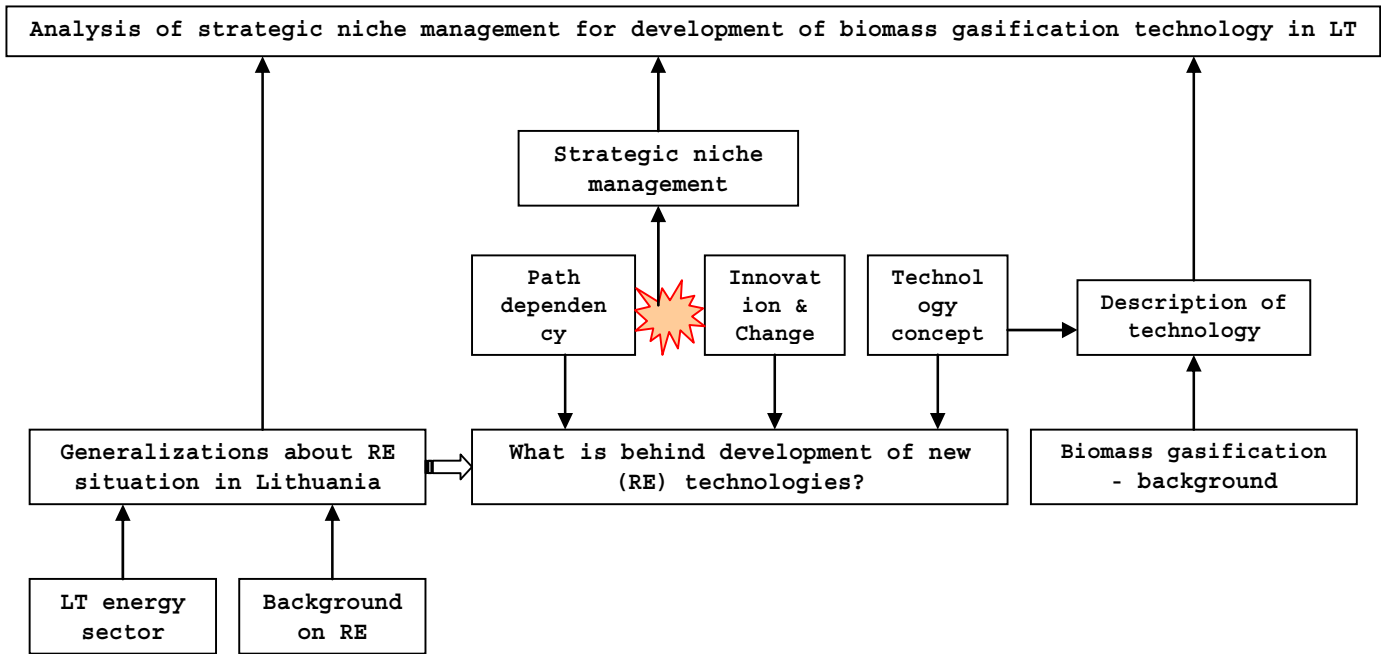 Analysis of strategic niche management for development of biomass gasification technology in LT
Strategic niche
management
Path
dependen
cy
Innovat
ion &
Change
Technol
ogy
concept
Description of
technology
Generalizations about RE
situation in Lithuania
What is behind development of new
(RE) technologies?
Biomass gasification
- background
LT energy
sector
Background
on RE